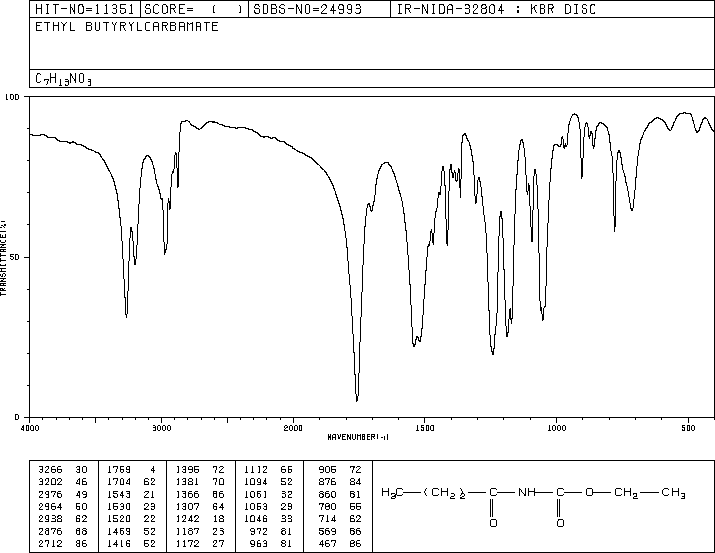 HIT-NO=11351 SCORE= ( ) SDBS-NO=24993 IR-NIDA-32804 : KBR DISC
ETHYL BUTYRYLCARBAMATE
C7H13NO3
100
50
0
TRANSMITTANCE(%)
4000 3000 2000 1500 1000 500
WAVENUMBER(-1)
3266 30 1759 4 1396 72 1112 66 905 72
3202 46 1704 62 1381 70 1094 52 876 84
2976 49 1543 21 1366 66 1061 32 860 81
2964 50 1530 23 1307 64 1053 29 780 55
2938 62 1520 22 1242 18 1046 33 714 62
2876 68 1469 52 1187 23 972 81 569 86
2712 86 1416 52 1172 27 963 81 467 86
H3C—(CH2)2—C—NH—C—O—CH2—CH3
O O